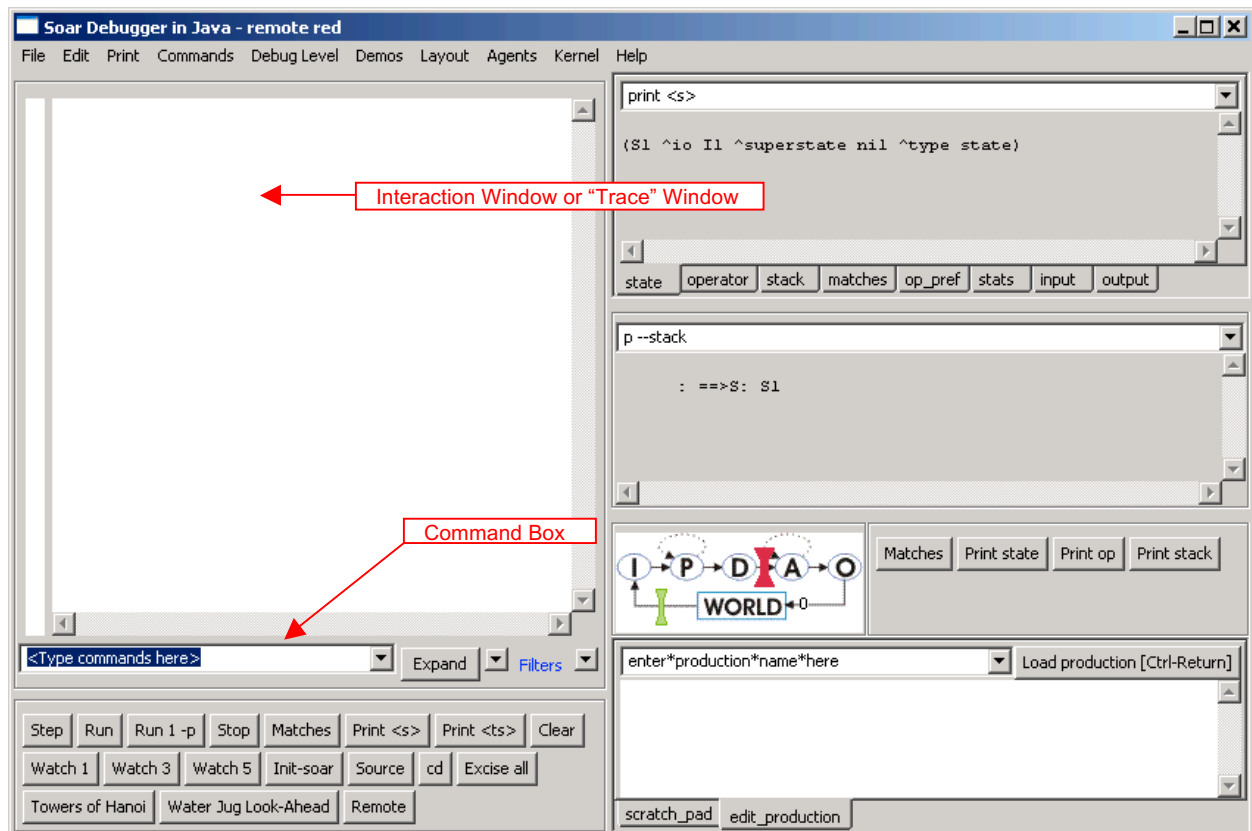 Soar Debugger in Java - remote red
File Edit Print Commands Debug Level Demos Layout Agents Kernel Help
Interaction Window or “Trace” Window
Command Box
<Type commands here>
Expand
Filters
Step Run Run 1 -p Stop Matches Print <s> Print <ts> Clear
Watch 1 Watch 3 Watch 5 Init-soar Source cd Excise all
Towers of Hanoi Water Jug Look-Ahead Remote
print <s>
(S1 ^io I1 ^superstate nil ^type state)
state operator stack matches op_pref stats input output
p --stack
: ==>S: S1
I P D A O
WORLD 0
Matches Print state Print op Print stack
enter*production*name*here
Load production [Ctrl-Return]
scratch_pad edit_production